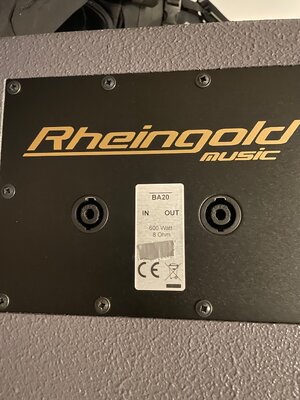 Rheingold
music
BA20
IN OUT
600 Watt
8 Ohm
CE